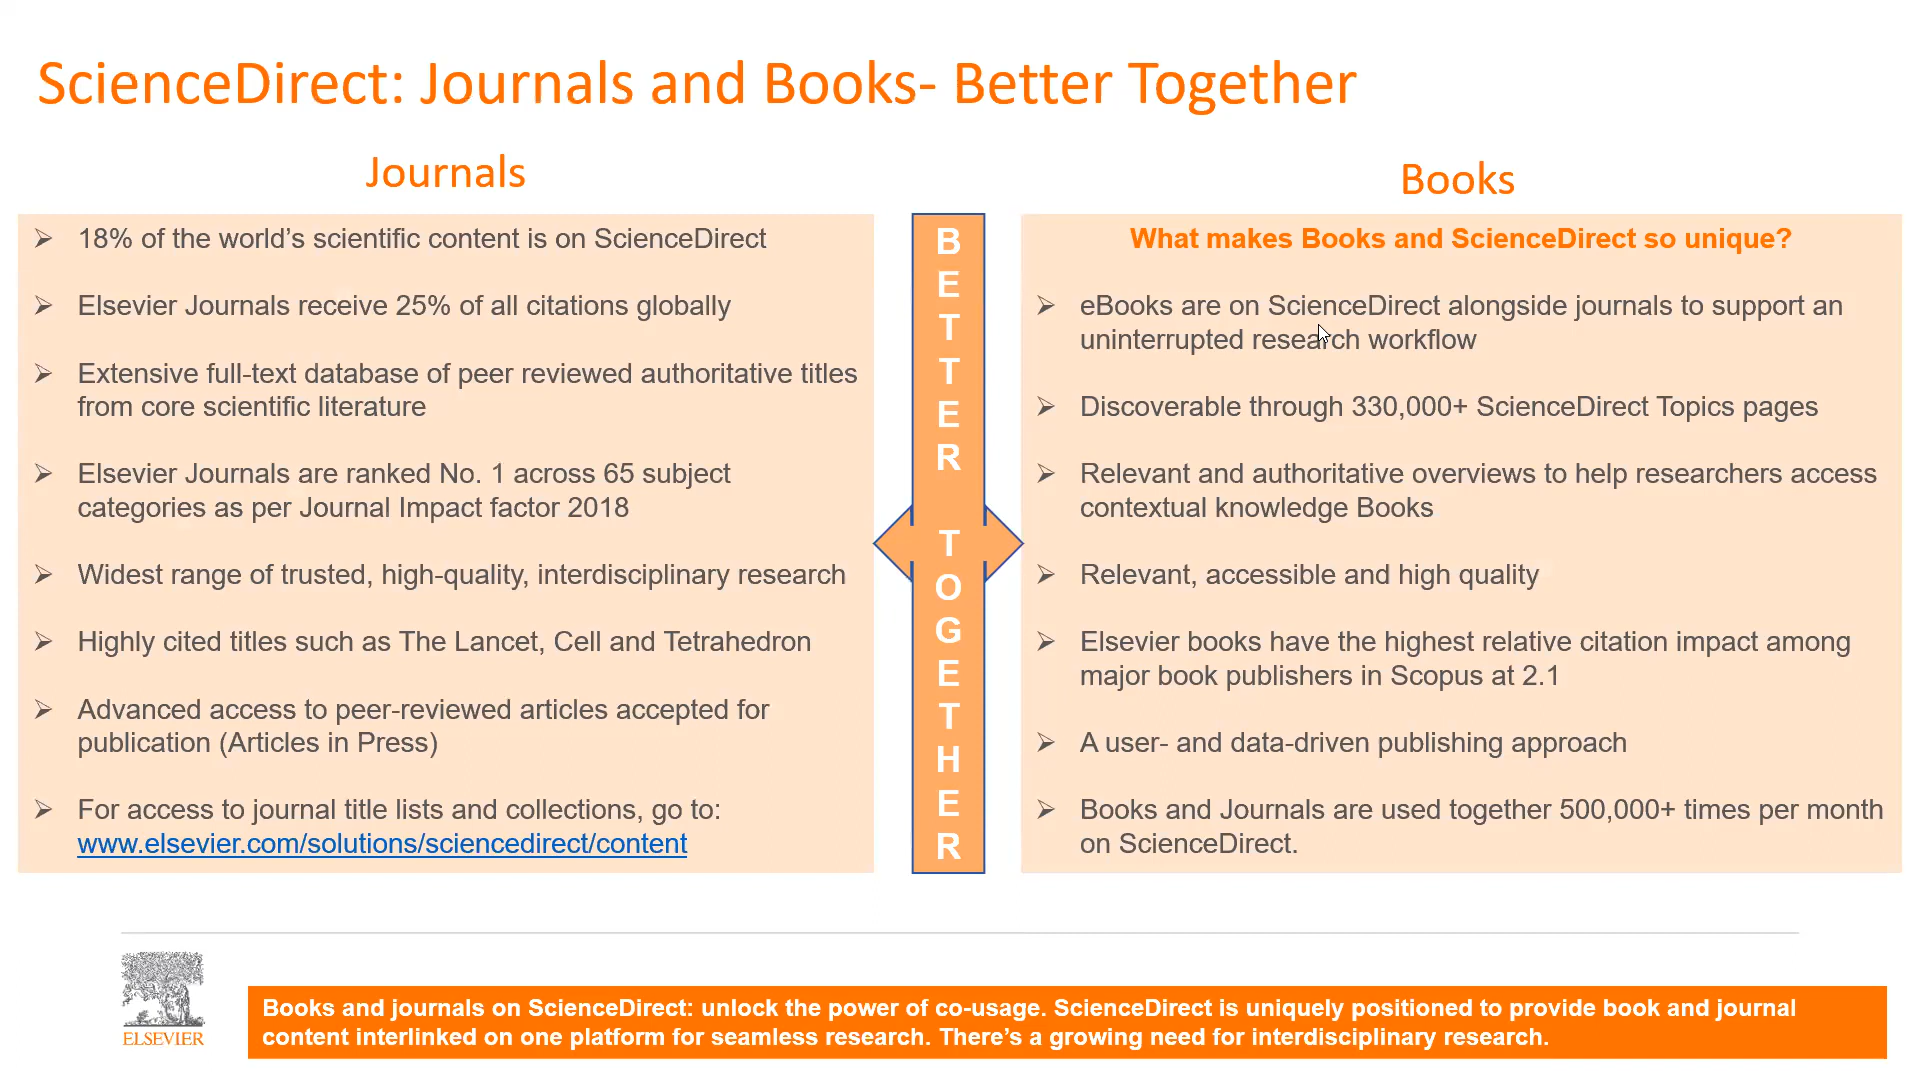 ScienceDirect: Journals and Books- Better Together
Journals
18% of the world’s scientific content is on ScienceDirect
Elsevier Journals receive 25% of all citations globally
Extensive full-text database of peer reviewed authoritative titles
from core scientific literature
Elsevier Journals are ranked No. 1 across 65 subject
categories as per Journal Impact factor 2018
Widest range of trusted, high-quality, interdisciplinary research
Highly cited titles such as The Lancet, Cell and Tetrahedron
Advanced access to peer-reviewed articles accepted for
publication (Articles in Press)
For access to journal title lists and collections, go to:
www.elsevier.com/solutions/sciencedirect/content
B
E
T
T
E
R
T
O
G
E
T
H
E
R
Books
What makes Books and ScienceDirect so unique?
eBooks are on ScienceDirect alongside journals to support an
uninterrupted research workflow
Discoverable through 330,000+ ScienceDirect Topics pages
Relevant and authoritative overviews to help researchers access
contextual knowledge Books
Relevant, accessible and high quality
Elsevier books have the highest relative citation impact among
major book publishers in Scopus at 2.1
A user- and data-driven publishing approach
Books and Journals are used together 500,000+ times per month
on ScienceDirect.
ELSEVIER
Books and journals on ScienceDirect: unlock the power of co-usage. ScienceDirect is uniquely positioned to provide book and journal
content interlinked on one platform for seamless research. There’s a growing need for interdisciplinary research.